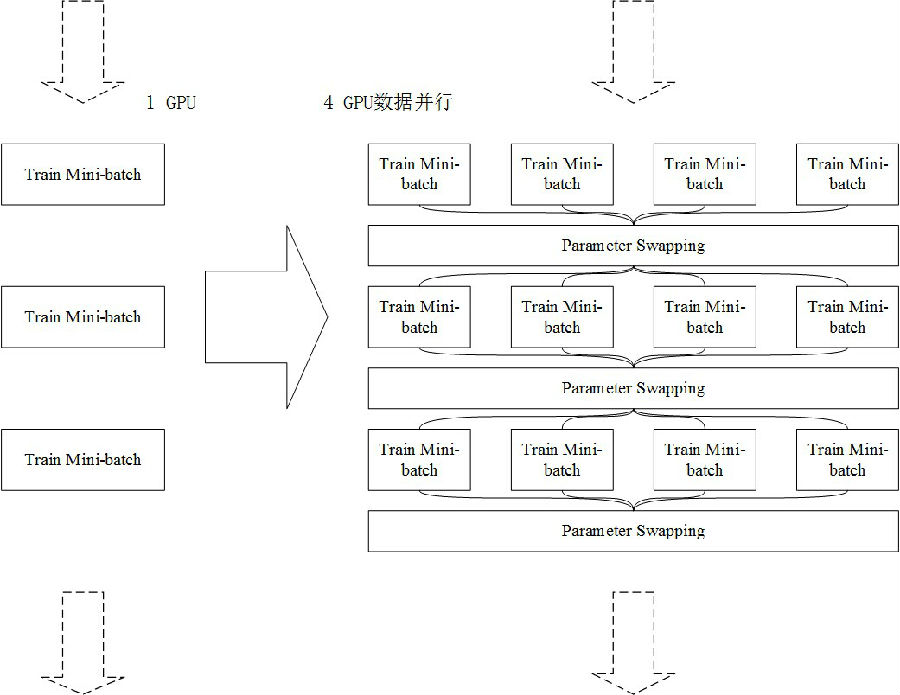 1 GPU
4 GPU数据并行
Train Mini-batch
Train Mini-
batch
Train Mini-
batch
Train Mini-
batch
Train Mini-
batch
Parameter Swapping
Train Mini-batch
Train Mini-
batch
Train Mini-
batch
Train Mini-
batch
Train Mini-
batch
Parameter Swapping
Train Mini-batch
Train Mini-
batch
Train Mini-
batch
Train Mini-
batch
Train Mini-
batch
Parameter Swapping